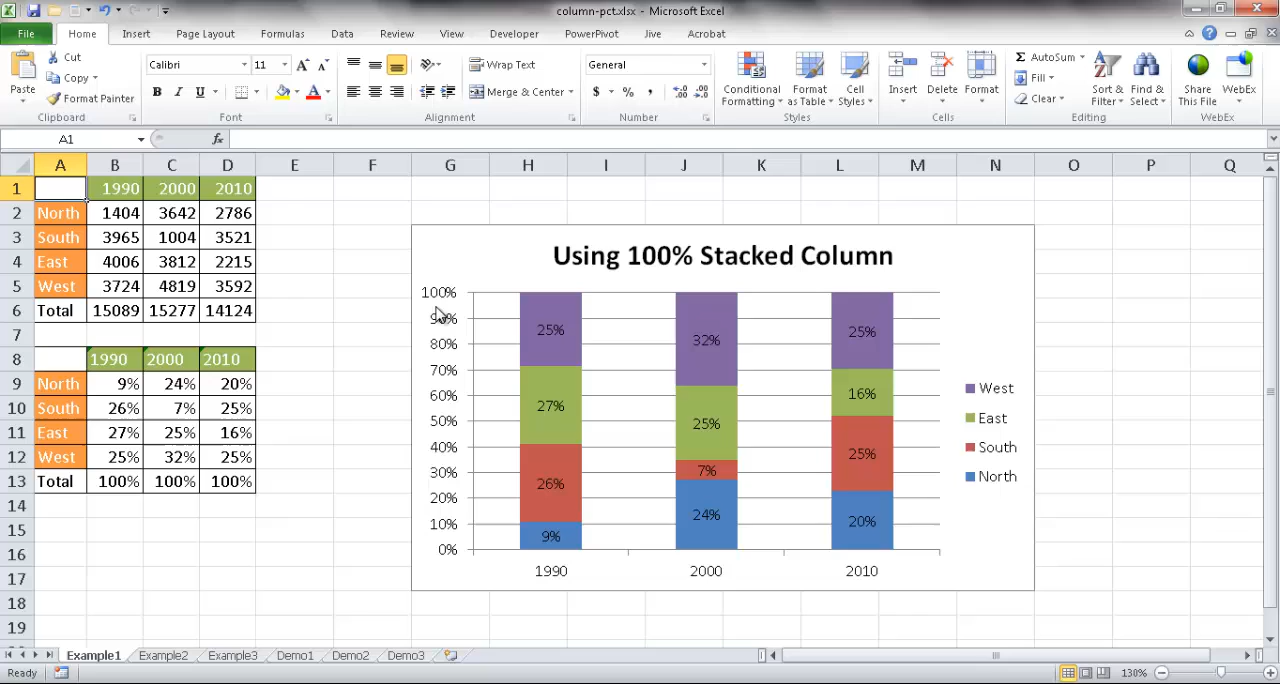 column-pct.xlsx - Microsoft Excel
File Home Insert Page Layout Formulas Data Review View Developer PowerPivot Jive Acrobat
Paste
Cut
Copy
Format Painter
Clipboard
Calibri 11 A A
B I U A
Font
Wrap Text
Merge & Center
Alignment
General
$ % , .00 .00
Number
Conditional Formatting
Format as Table
Cell Styles
Styles
Insert Delete Format
Cells
Σ AutoSum
Fill
Clear
Sort & Filter
Find & Select
Editing
Share This File
WebEx
WebEx
A1 fx
A B C D E F G H I J K L M N O P Q
1 1990 2000 2010
2 North 1404 3642 2786
3 South 3965 1004 3521
4 East 4006 3812 2215
5 West 3724 4819 3592
6 Total 15089 15277 14124
7
8 1990 2000 2010
9 North 9% 24% 20%
10 South 26% 7% 25%
11 East 27% 25% 16%
12 West 25% 32% 25%
13 Total 100% 100% 100%
14
15
16
17
18
19
Using 100% Stacked Column
100%
90%
80%
70%
60%
50%
40%
30%
20%
10%
0%
25% 32% 25%
27% 25% 16%
26% 7% 25%
9% 24% 20%
1990 2000 2010
West
East
South
North
Example1 Example2 Example3 Demo1 Demo2 Demo3
Ready 130%